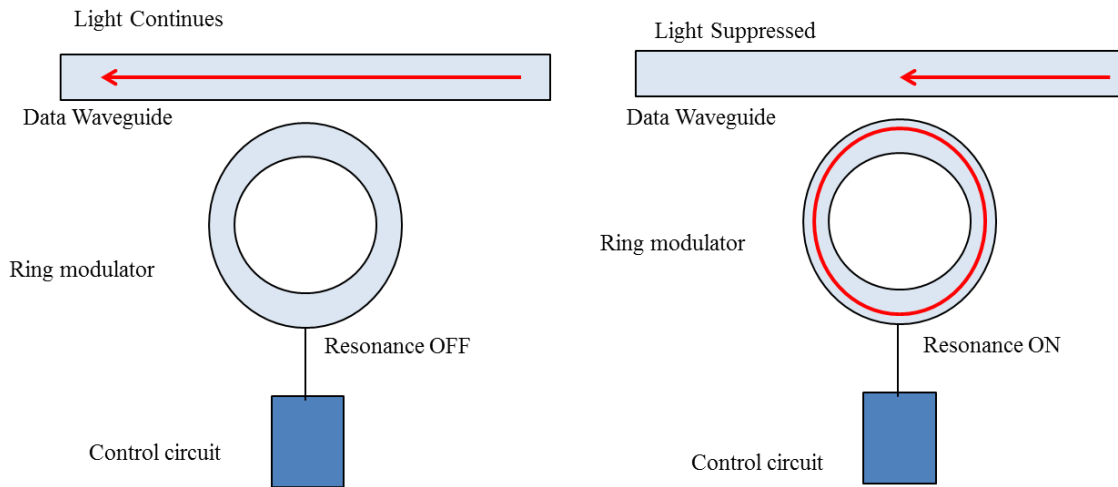 Light Continues
Data Waveguide
Ring modulator
Resonance OFF
Control circuit
Light Suppressed
Data Waveguide
Ring modulator
Resonance ON
Control circuit